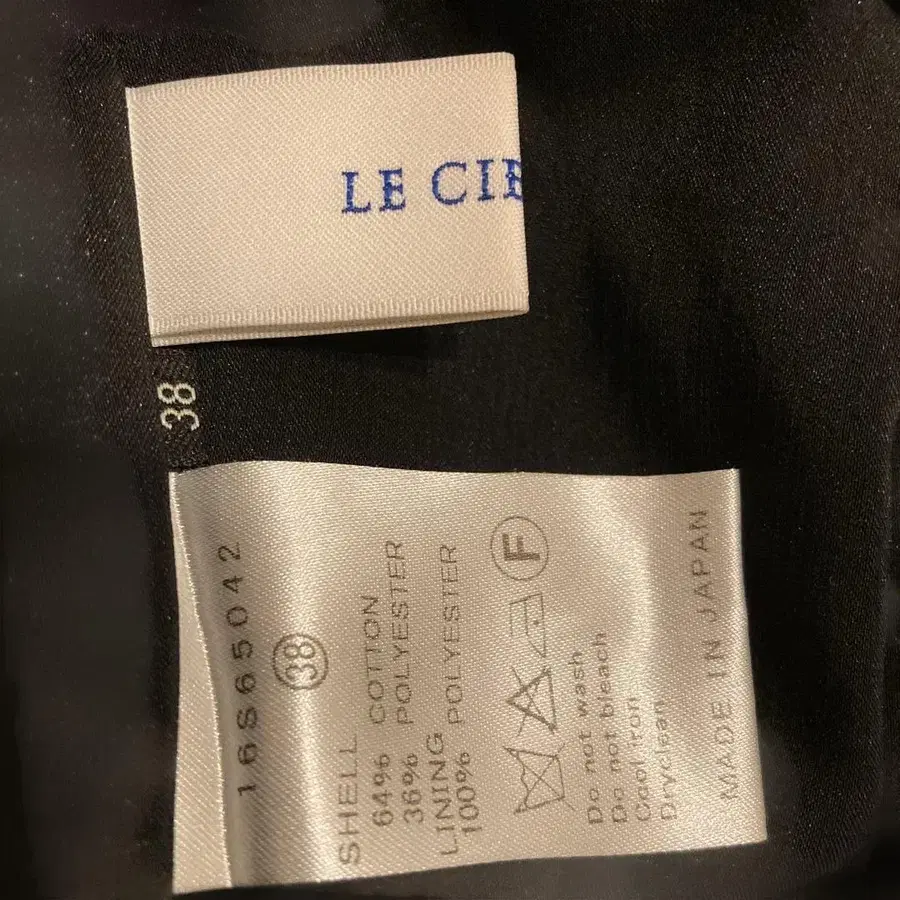 LE CIE
38
16S65042
38
SHELL
64% COTTON
36% POLYESTER
LINING
100% POLYESTER
F
Do not wash
Do not bleach
Cool iron
Dryclean
MADE IN JAPAN